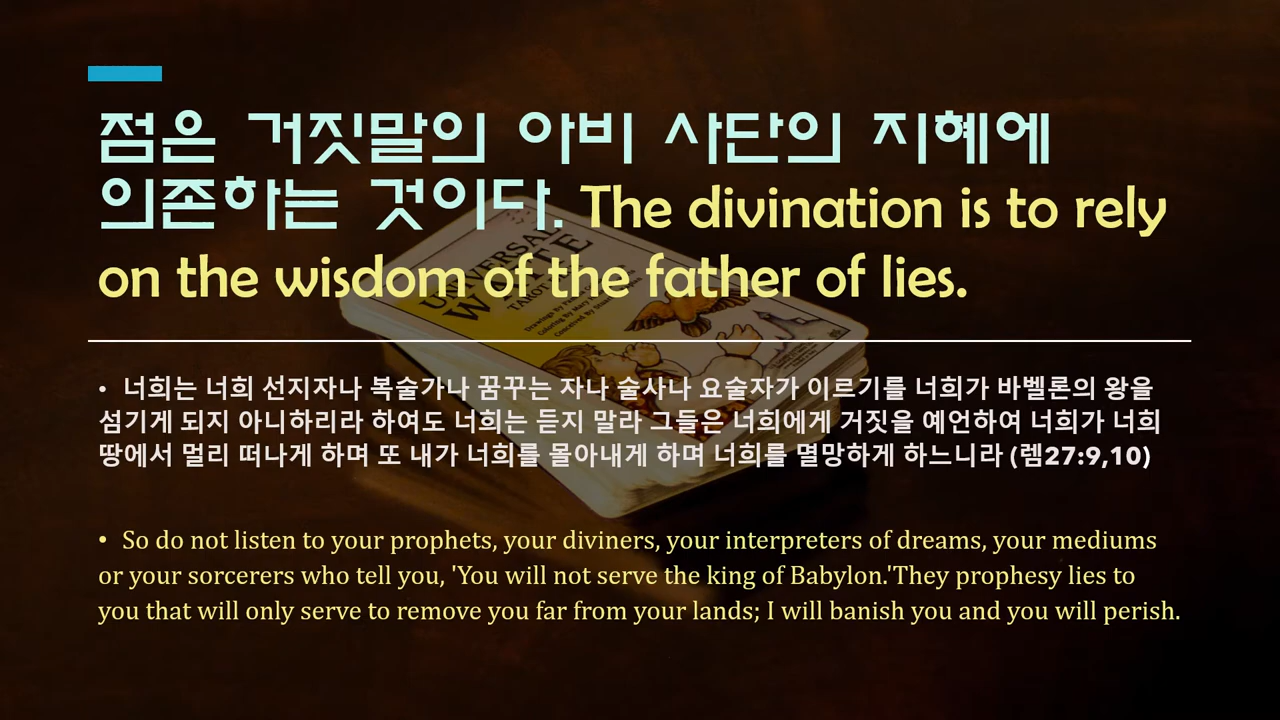 점은 거짓말의 아비 사단의 지혜에
의존하는 것이다. The divination is to rely
on the wisdom of the father of lies.
UNIVERSAL
WAITE
TAROT
• 너희는 너희 선지자나 복술가나 꿈꾸는 자나 술사나 요술자가 이르기를 너희가 바벨론의 왕을
섬기게 되지 아니하리라 하여도 너희는 듣지 말라 그들은 너희에게 거짓을 예언하여 너희가 너희
땅에서 멀리 떠나게 하며 또 내가 너희를 몰아내게 하며 너희를 멸망하게 하느니라 (렘27:9,10)
• So do not listen to your prophets, your diviners, your interpreters of dreams, your mediums
or your sorcerers who tell you, 'You will not serve the king of Babylon.'They prophesy lies to
you that will only serve to remove you far from your lands; I will banish you and you will perish.